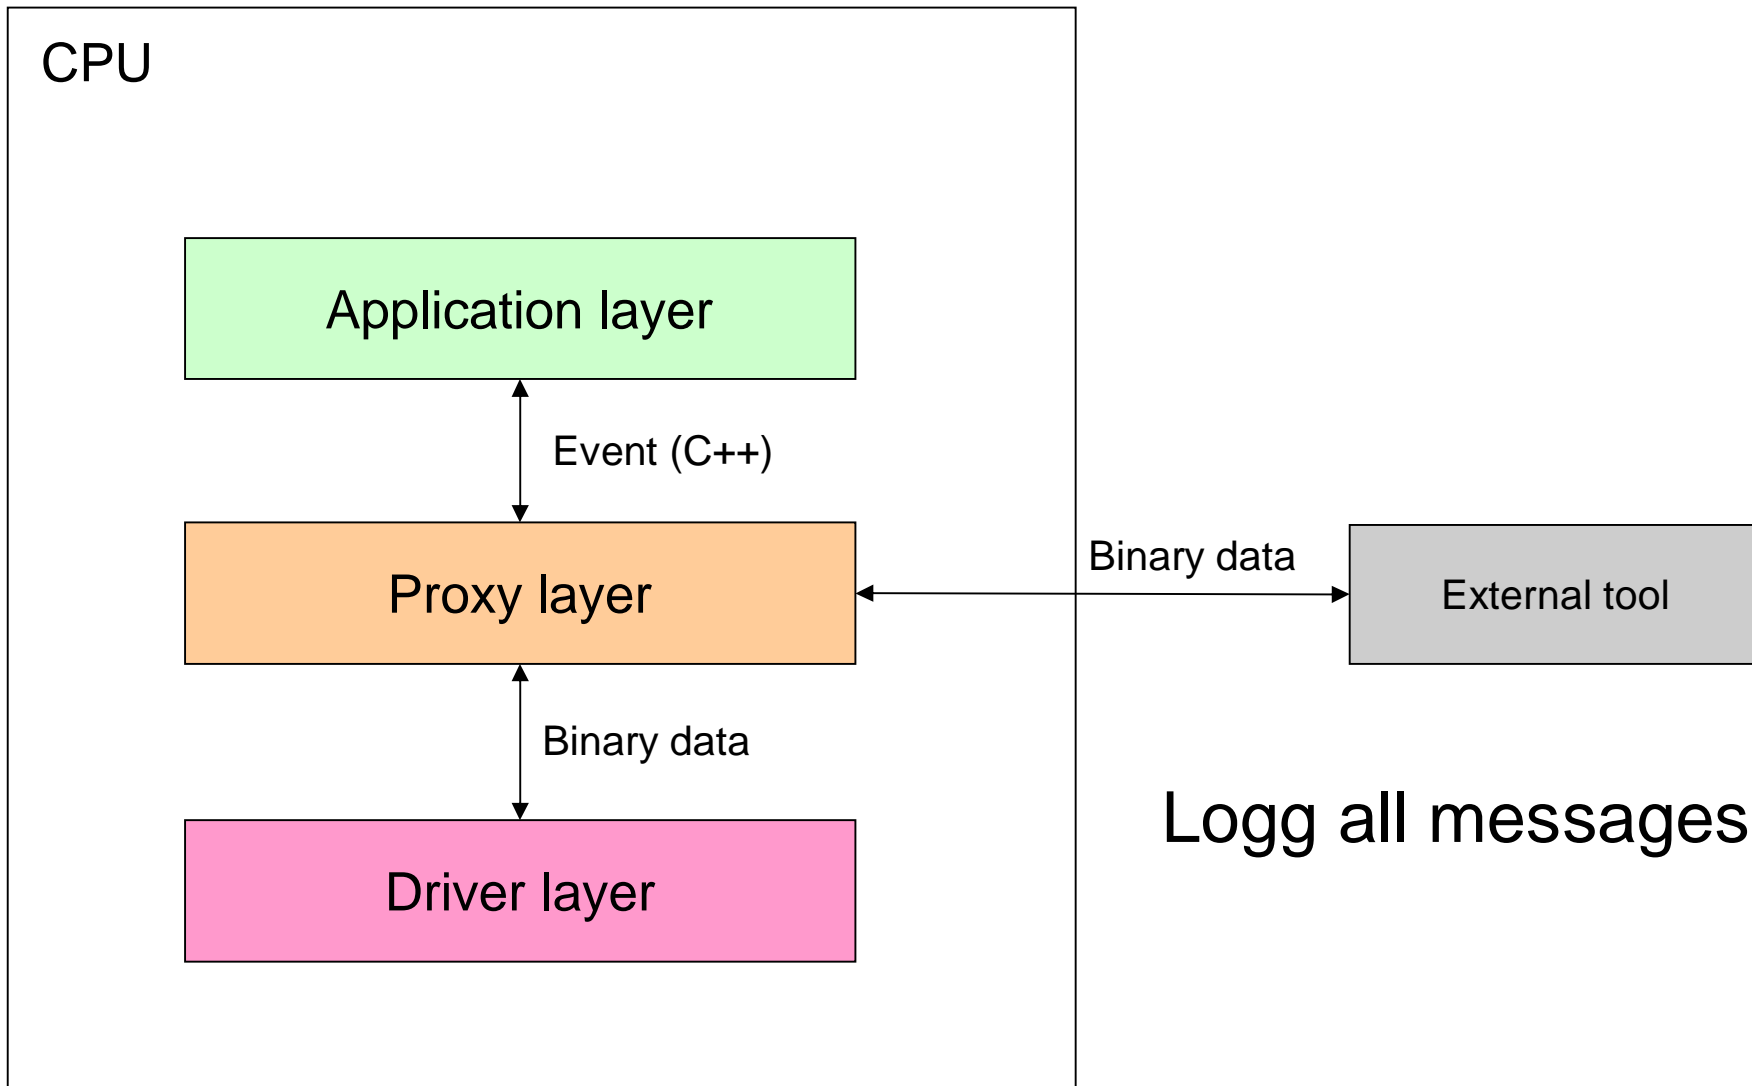 CPU
Application layer
Event (C++)
Proxy layer
Binary data
External tool
Binary data
Logg all messages
Driver layer